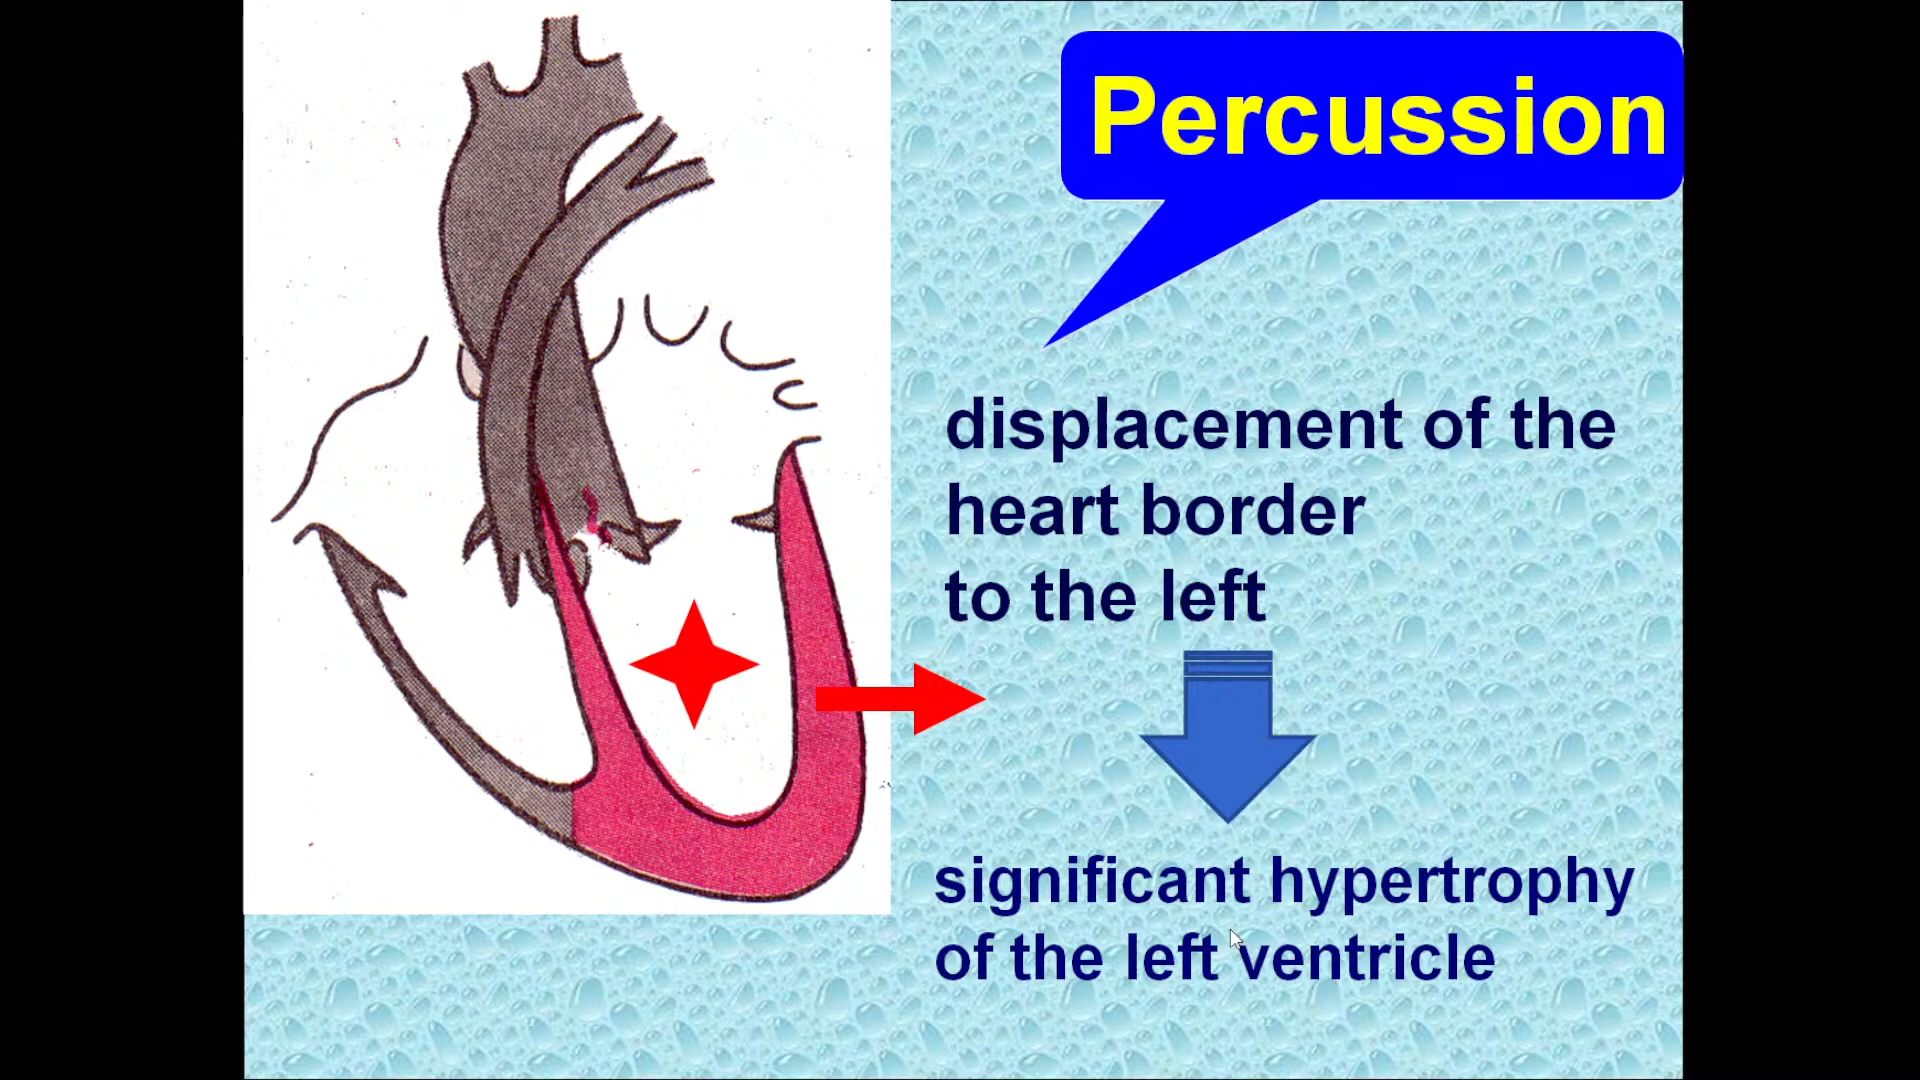 Percussion
displacement of the
heart border
to the left
significant hypertrophy
of the left ventricle